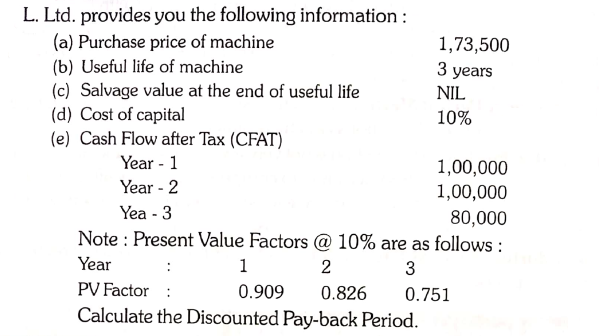 L. Ltd. provides you the following information :
(a) Purchase price of machine 1,73,500
(b) Useful life of machine 3 years
(c) Salvage value at the end of useful life NIL
(d) Cost of capital 10%
(e) Cash Flow after Tax (CFAT)
Year - 1 1,00,000
Year - 2 1,00,000
Yea - 3 80,000
Note : Present Value Factors @ 10% are as follows :
Year : 1 2 3
PV Factor : 0.909 0.826 0.751
Calculate the Discounted Pay-back Period.